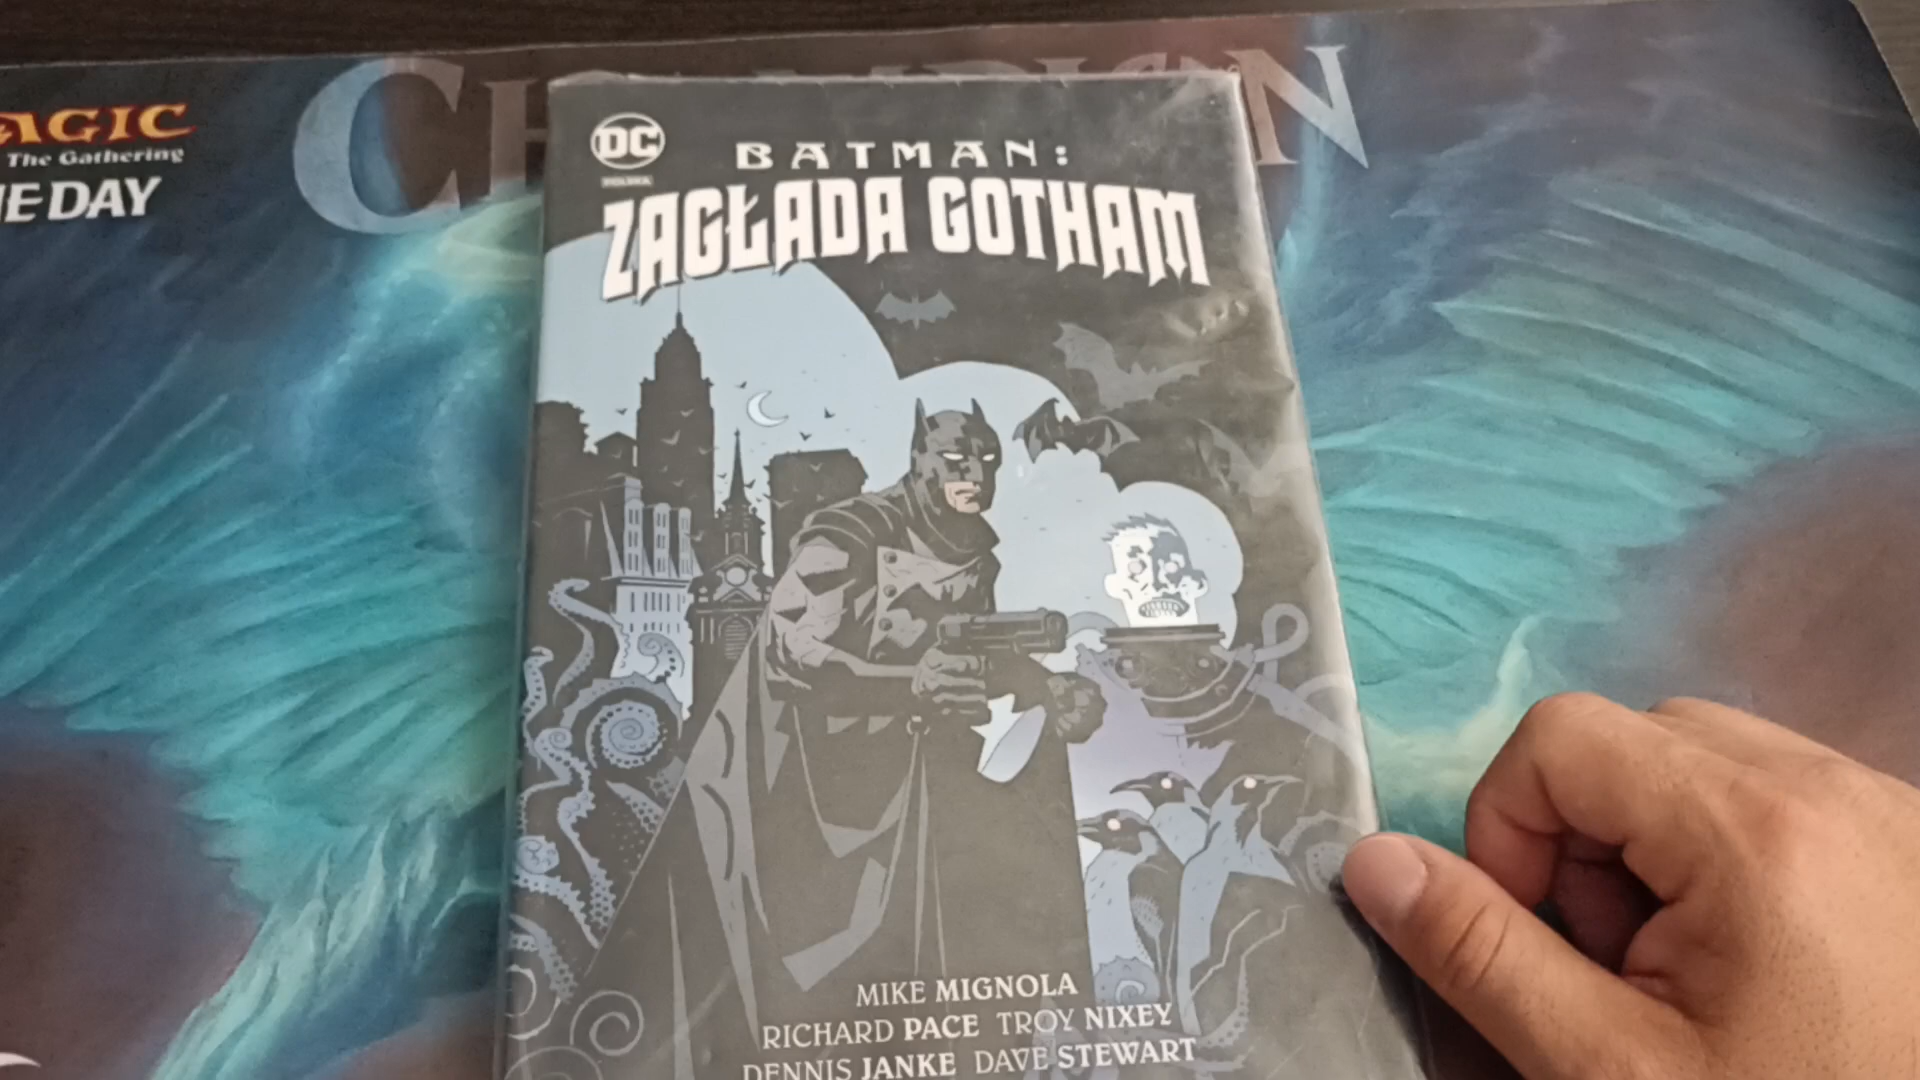 AGIC
The Gathering
NE DAY
DC
POLSKA
BATMAN:
ZAGŁADA GOTHAM
MIKE MIGNOLA
RICHARD PACE TROY NIXEY
DENNIS JANKE DAVE STEWART